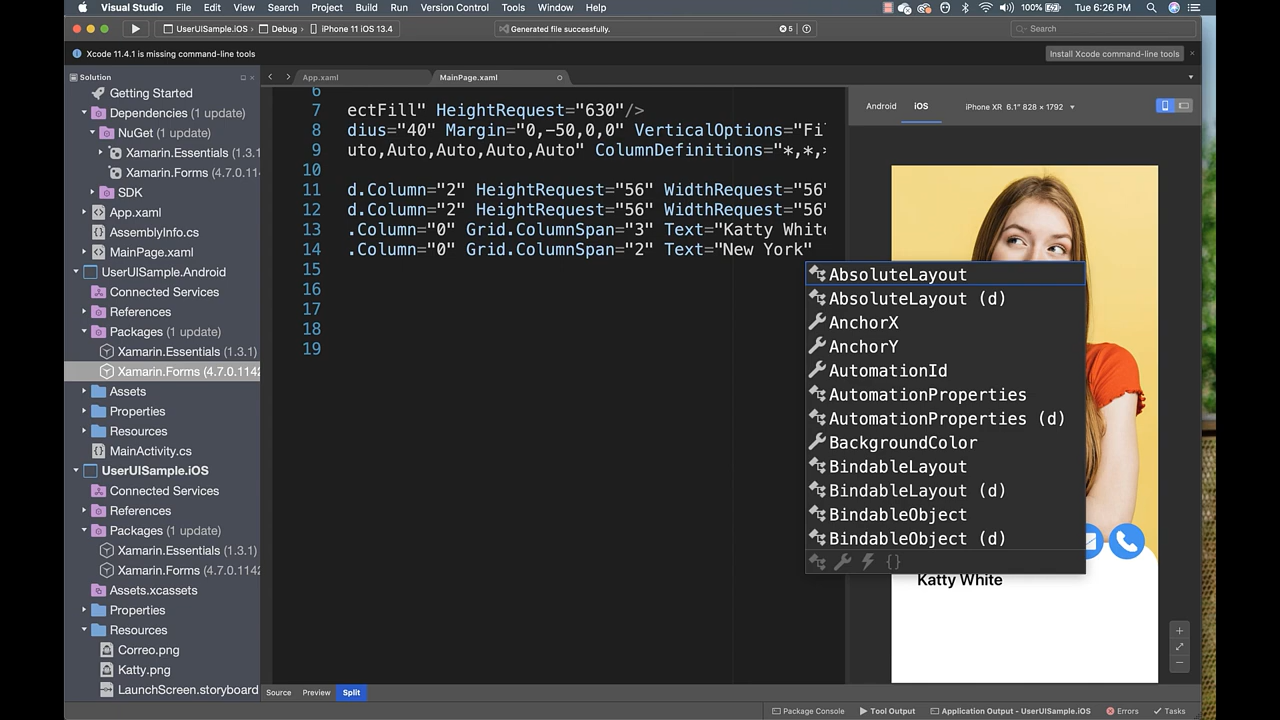 Visual Studio File Edit View Search Project Build Run Version Control Tools Window Help 100% Tue 6:26 PM
UserUISample.iOS Debug iPhone 11 iOS 13.4 Generated file successfully. 5 Search
Xcode 11.4.1 is missing command-line tools Install Xcode command-line tools
Solution
Getting Started
Dependencies (1 update)
NuGet (1 update)
Xamarin.Essentials (1.3.1
Xamarin.Forms (4.7.0.114
SDK
App.xaml
AssemblyInfo.cs
MainPage.xaml
UserUISample.Android
Connected Services
References
Packages (1 update)
Xamarin.Essentials (1.3.1)
Xamarin.Forms (4.7.0.1142
Assets
Properties
Resources
MainActivity.cs
UserUISample.iOS
Connected Services
References
Packages (1 update)
Xamarin.Essentials (1.3.1)
Xamarin.Forms (4.7.0.1142
Assets.xcassets
Properties
Resources
Correo.png
Katty.png
LaunchScreen.storyboard
App.xaml MainPage.xaml
6
7 ectFill" HeightRequest="630"/>
8 dius="40" Margin="0,-50,0,0" VerticalOptions="Fi
9 uto,Auto,Auto,Auto,Auto" ColumnDefinitions="*,*,
10
11 d.Column="2" HeightRequest="56" WidthRequest="56"
12 d.Column="2" HeightRequest="56" WidthRequest="56"
13 .Column="0" Grid.ColumnSpan="3" Text="Katty White
14 .Column="0" Grid.ColumnSpan="2" Text="New York"
15
16
17
18
19
AbsoluteLayout
AbsoluteLayout (d)
AnchorX
AnchorY
AutomationId
AutomationProperties
AutomationProperties (d)
BackgroundColor
BindableLayout
BindableLayout (d)
BindableObject
BindableObject (d)
{}
Android iOS iPhone XR 6.1" 828 × 1792
Katty White
Source Preview Split
Package Console Tool Output Application Output - UserUISample.iOS Errors Tasks